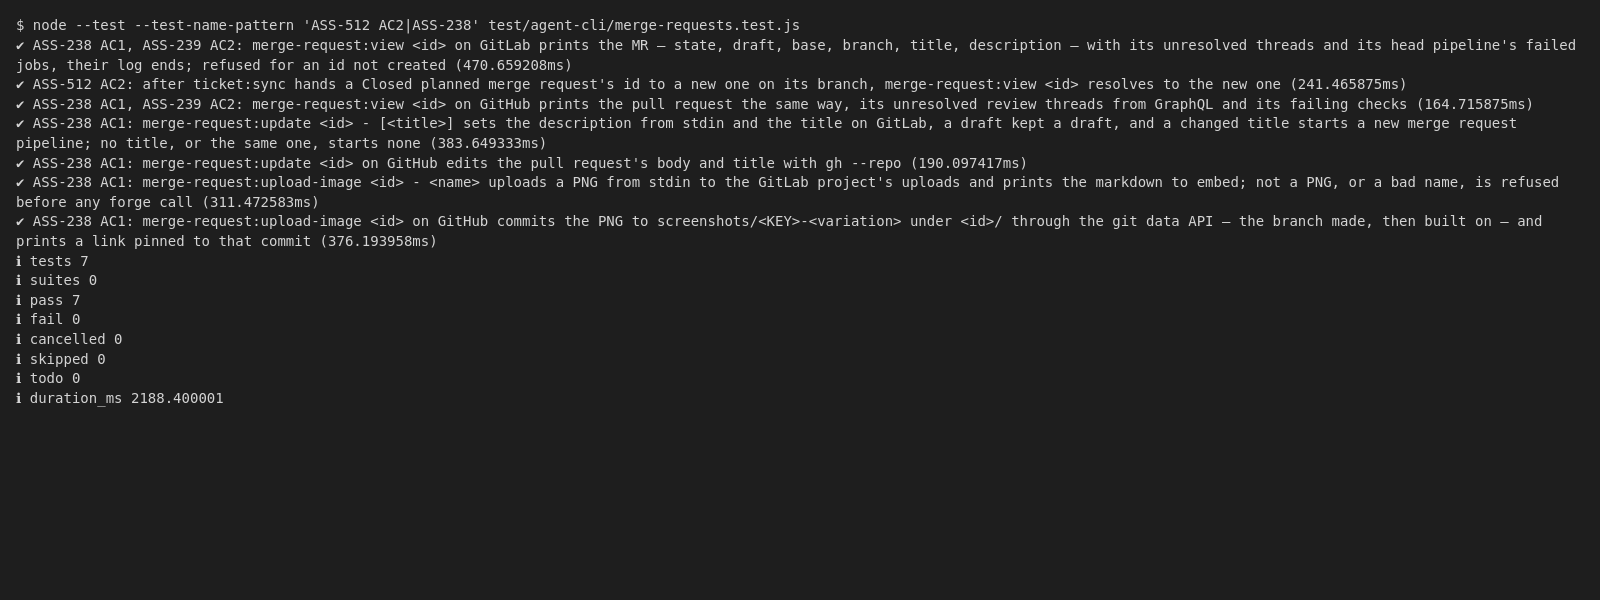 $ node --test --test-name-pattern 'ASS-512 AC2|ASS-238' test/agent-cli/merge-requests.test.js
✔ ASS-238 AC1, ASS-239 AC2: merge-request:view <id> on GitLab prints the MR — state, draft, base, branch, title, description — with its unresolved threads and its head pipeline's failed
jobs, their log ends; refused for an id not created (470.659208ms)
✔ ASS-512 AC2: after ticket:sync hands a Closed planned merge request's id to a new one on its branch, merge-request:view <id> resolves to the new one (241.465875ms)
✔ ASS-238 AC1, ASS-239 AC2: merge-request:view <id> on GitHub prints the pull request the same way, its unresolved review threads from GraphQL and its failing checks (164.715875ms)
✔ ASS-238 AC1: merge-request:update <id> - [<title>] sets the description from stdin and the title on GitLab, a draft kept a draft, and a changed title starts a new merge request
pipeline; no title, or the same one, starts none (383.649333ms)
✔ ASS-238 AC1: merge-request:update <id> on GitHub edits the pull request's body and title with gh --repo (190.097417ms)
✔ ASS-238 AC1: merge-request:upload-image <id> - <name> uploads a PNG from stdin to the GitLab project's uploads and prints the markdown to embed; not a PNG, or a bad name, is refused
before any forge call (311.472583ms)
✔ ASS-238 AC1: merge-request:upload-image <id> on GitHub commits the PNG to screenshots/<KEY>-<variation> under <id>/ through the git data API — the branch made, then built on — and
prints a link pinned to that commit (376.193958ms)
ℹ tests 7
ℹ suites 0
ℹ pass 7
ℹ fail 0
ℹ cancelled 0
ℹ skipped 0
ℹ todo 0
ℹ duration_ms 2188.400001